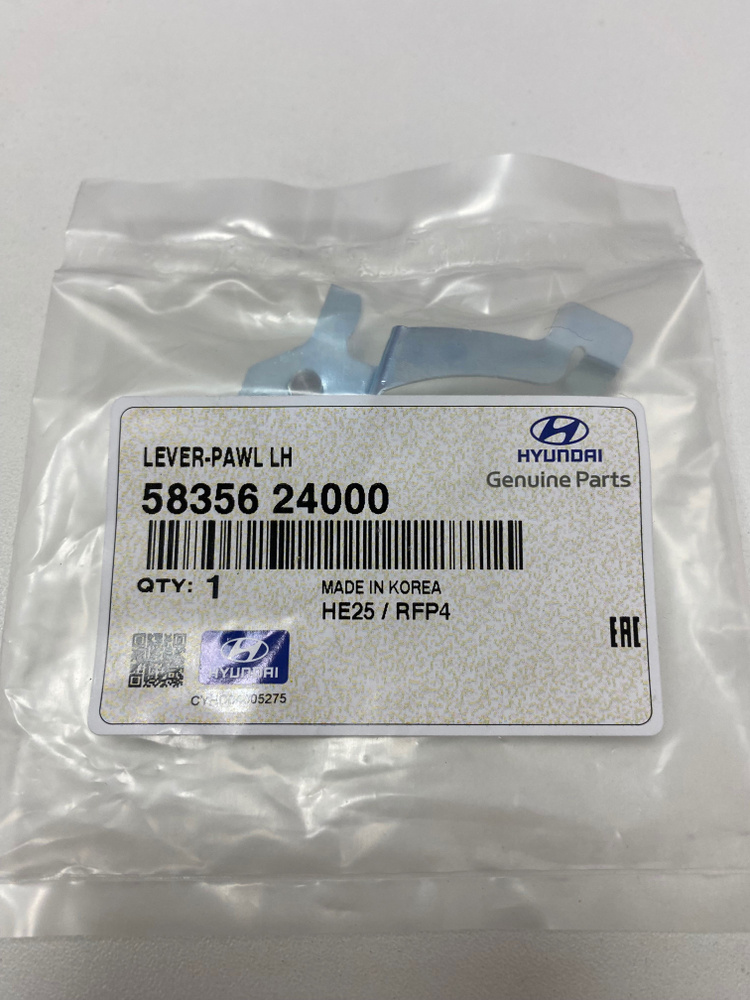 LEVER-PAWL LH
HYUNDAI
58356 24000
Genuine Parts
QTY: 1
MADE IN KOREA
HE25 / RFP4
EAC
HYUNDAI